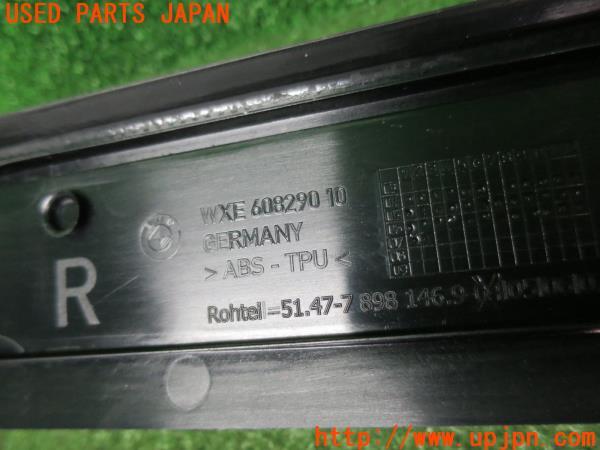 USED PARTS JAPAN
WXE 608290 10
GERMANY
> ABS - TPU <
R
Rohteil=51.47-7 898 146.9
http://www.upjpn.com/